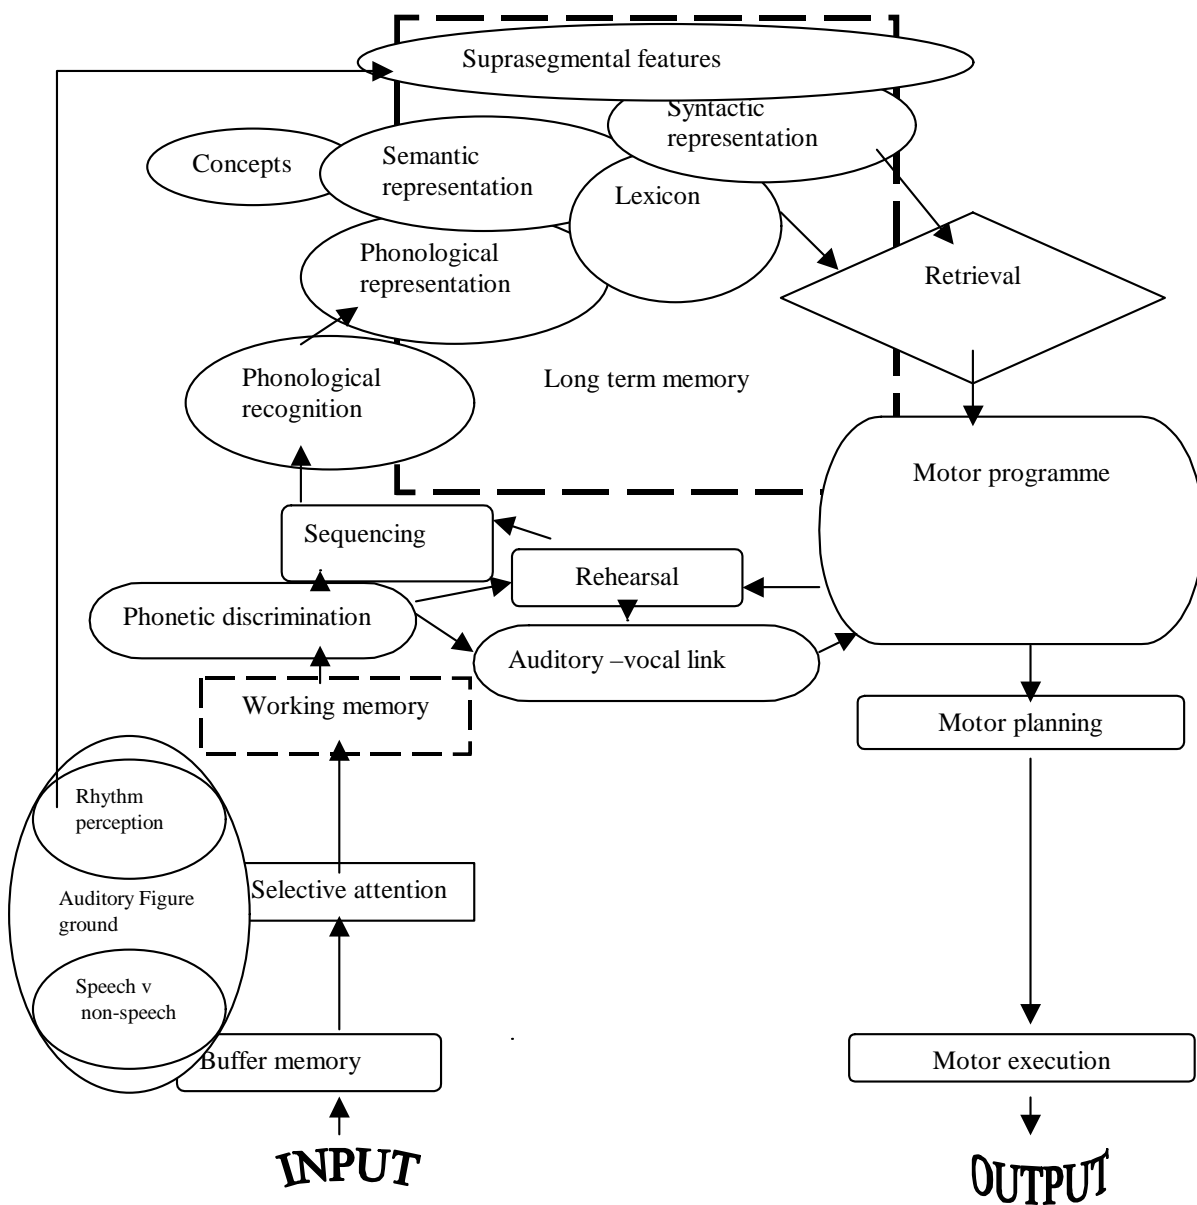 Suprasegmental features
Syntactic
representation
Concepts
Semantic
representation
Lexicon
Phonological
representation
Retrieval
Phonological
recognition
Long term memory
Motor programme
Sequencing
Rehearsal
Phonetic discrimination
Auditory –vocal link
Working memory
Motor planning
Rhythm
perception
Selective attention
Auditory Figure
ground
Speech v
non-speech
Buffer memory
Motor execution
INPUT
OUTPUT